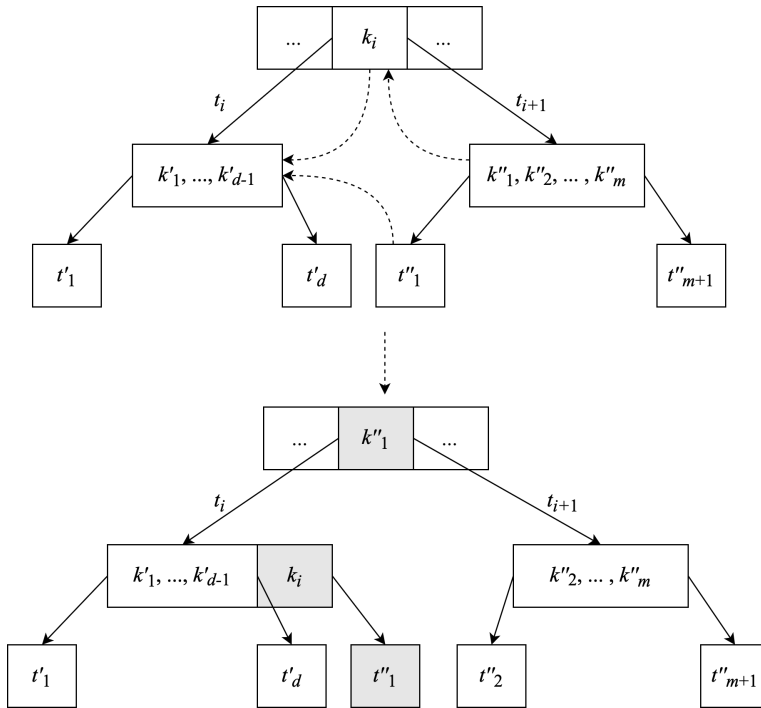 ... k_i ...
t_i t_{i+1}
k'_1, ..., k'_{d-1} k''_1, k''_2, ... , k''_m
t'_1 t'_d t''_1 t''_{m+1}
... k''_1 ...
t_i t_{i+1}
k'_1, ..., k'_{d-1} k_i k''_2, ... , k''_m
t'_1 t'_d t''_1 t''_2 t''_{m+1}